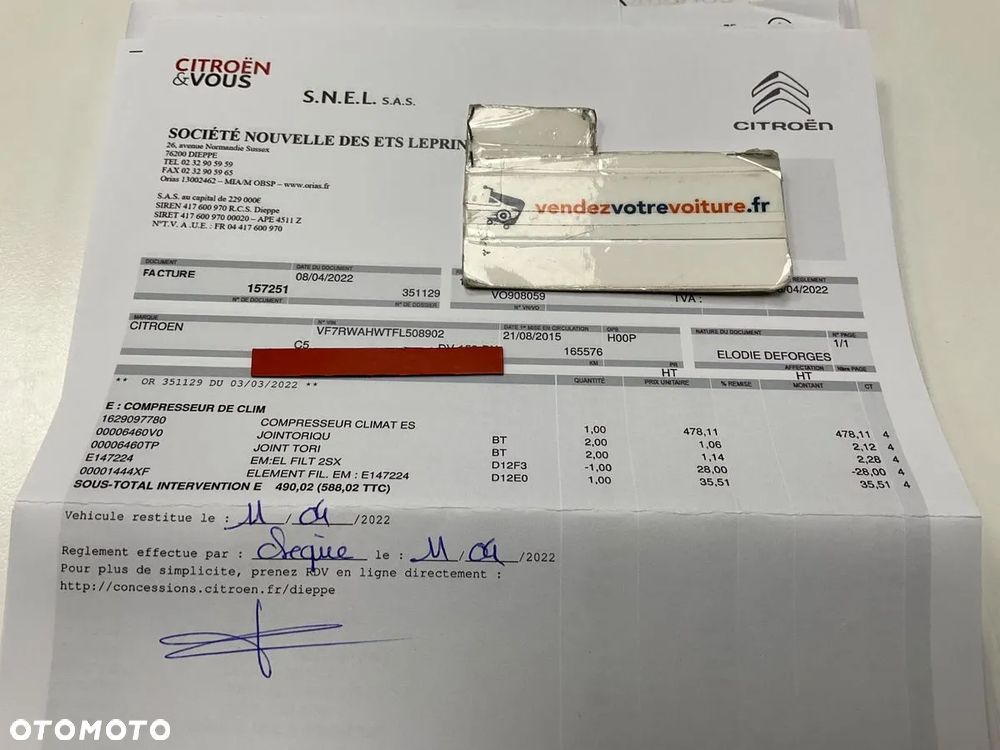 CITROËN
&VOUS
S.N.E.L. S.A.S.
CITROËN
SOCIÉTÉ NOUVELLE DES ETS LEPRIN
26, avenue Normandie Sussex
76200 DIEPPE
TEL 02 32 90 59 59
FAX 02 32 90 59 65
Orias 13002462 – MIA/M OBSP – www.orias.fr
S.A.S. au capital de 229 000€
SIREN 417 600 970 R.C.S. Dieppe
SIRET 417 600 970 00020 – APE 4511 Z
N°T.V. A .U.E. : FR 04 417 600 970
vendezvotrevoiture.fr
DOCUMENT DATE DU DOCUMENT
FACTURE 08/04/2022 04/2022
157251 351129 VO908059 TVA :
N° DE DOCUMENT N° DE DOSSIER N° VN/VO
MARQUE N° VIN DATE 1° MISE EN CIRCULATION OPR NATURE DU DOCUMENT N° PAGE
CITROEN VF7RWAHWTFL508902 21/08/2015 H00P 1/1
C5 165576 ELODIE DEFORGES
KM PR AFFECTATION Nbre PAGE
HT HT
** OR 351129 DU 03/03/2022 ** QUANTITÉ PRIX UNITAIRE % REMISE MONTANT CT
E : COMPRESSEUR DE CLIM
1629097780 COMPRESSEUR CLIMAT ES 1,00 478,11 478,11 4
00006460V0 JOINTORIQU BT 2,00 1,06 2,12 4
00006460TP JOINT TORI BT 2,00 1,14 2,28 4
E147224 EM:EL FILT 2SX D12F3 -1,00 28,00 -28,00 4
00001444XF ELEMENT FIL. EM : E147224 D12E0 1,00 35,51 35,51 4
SOUS-TOTAL INTERVENTION E 490,02 (588,02 TTC)
Vehicule restitue le : 11/04/2022
Reglement effectue par : cheque le : 11/04/2022
Pour plus de simplicite, prenez RDV en ligne directement :
http://concessions.citroen.fr/dieppe
OTOMOTO